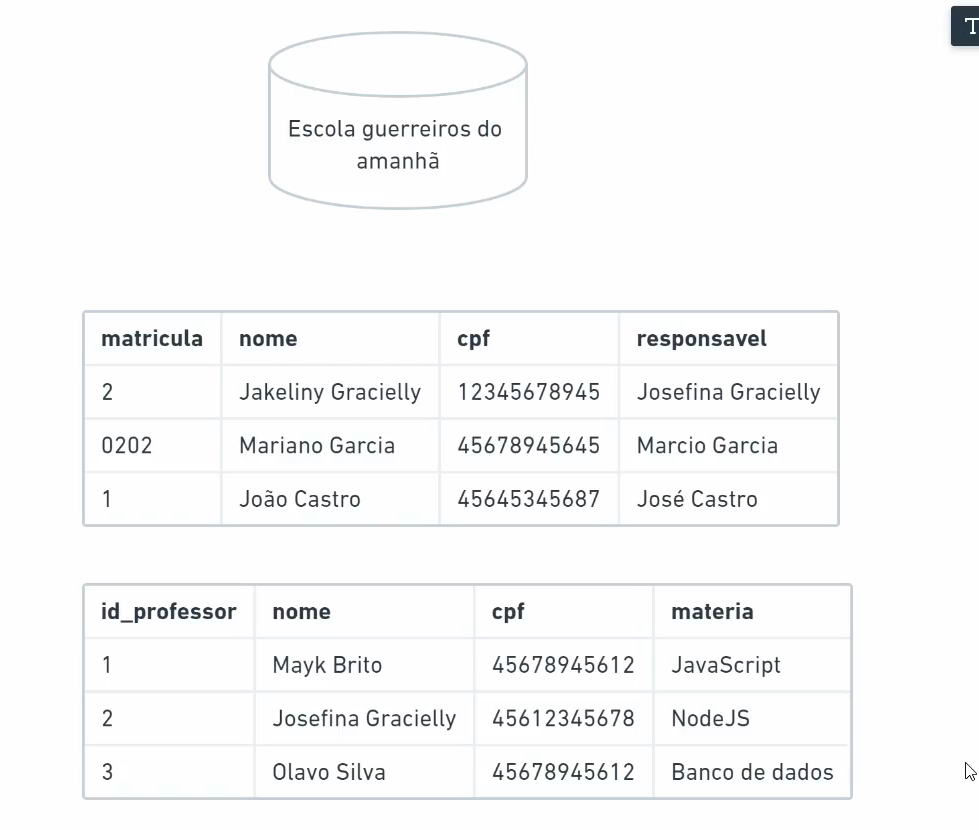 T
Escola guerreiros do
amanhã
matricula nome cpf responsavel
2 Jakeliny Gracielly 12345678945 Josefina Gracielly
0202 Mariano Garcia 45678945645 Marcio Garcia
1 João Castro 45645345687 José Castro
id_professor nome cpf materia
1 Mayk Brito 45678945612 JavaScript
2 Josefina Gracielly 45612345678 NodeJS
3 Olavo Silva 45678945612 Banco de dados